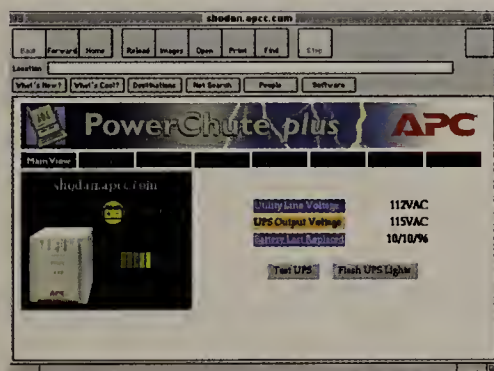 shodan.apcc.com
Back Forward Home Reload Images Open Print Find Stop
Location
What's New? What's Cool? Destinations Net Search People Software
PowerChute plus APC
Main View
shodan.apcc.com
Utility Line Voltage 112VAC
UPS Output Voltage 115VAC
Battery Last Replaced 10/10/96
Test UPS Flash UPS Lights
APC